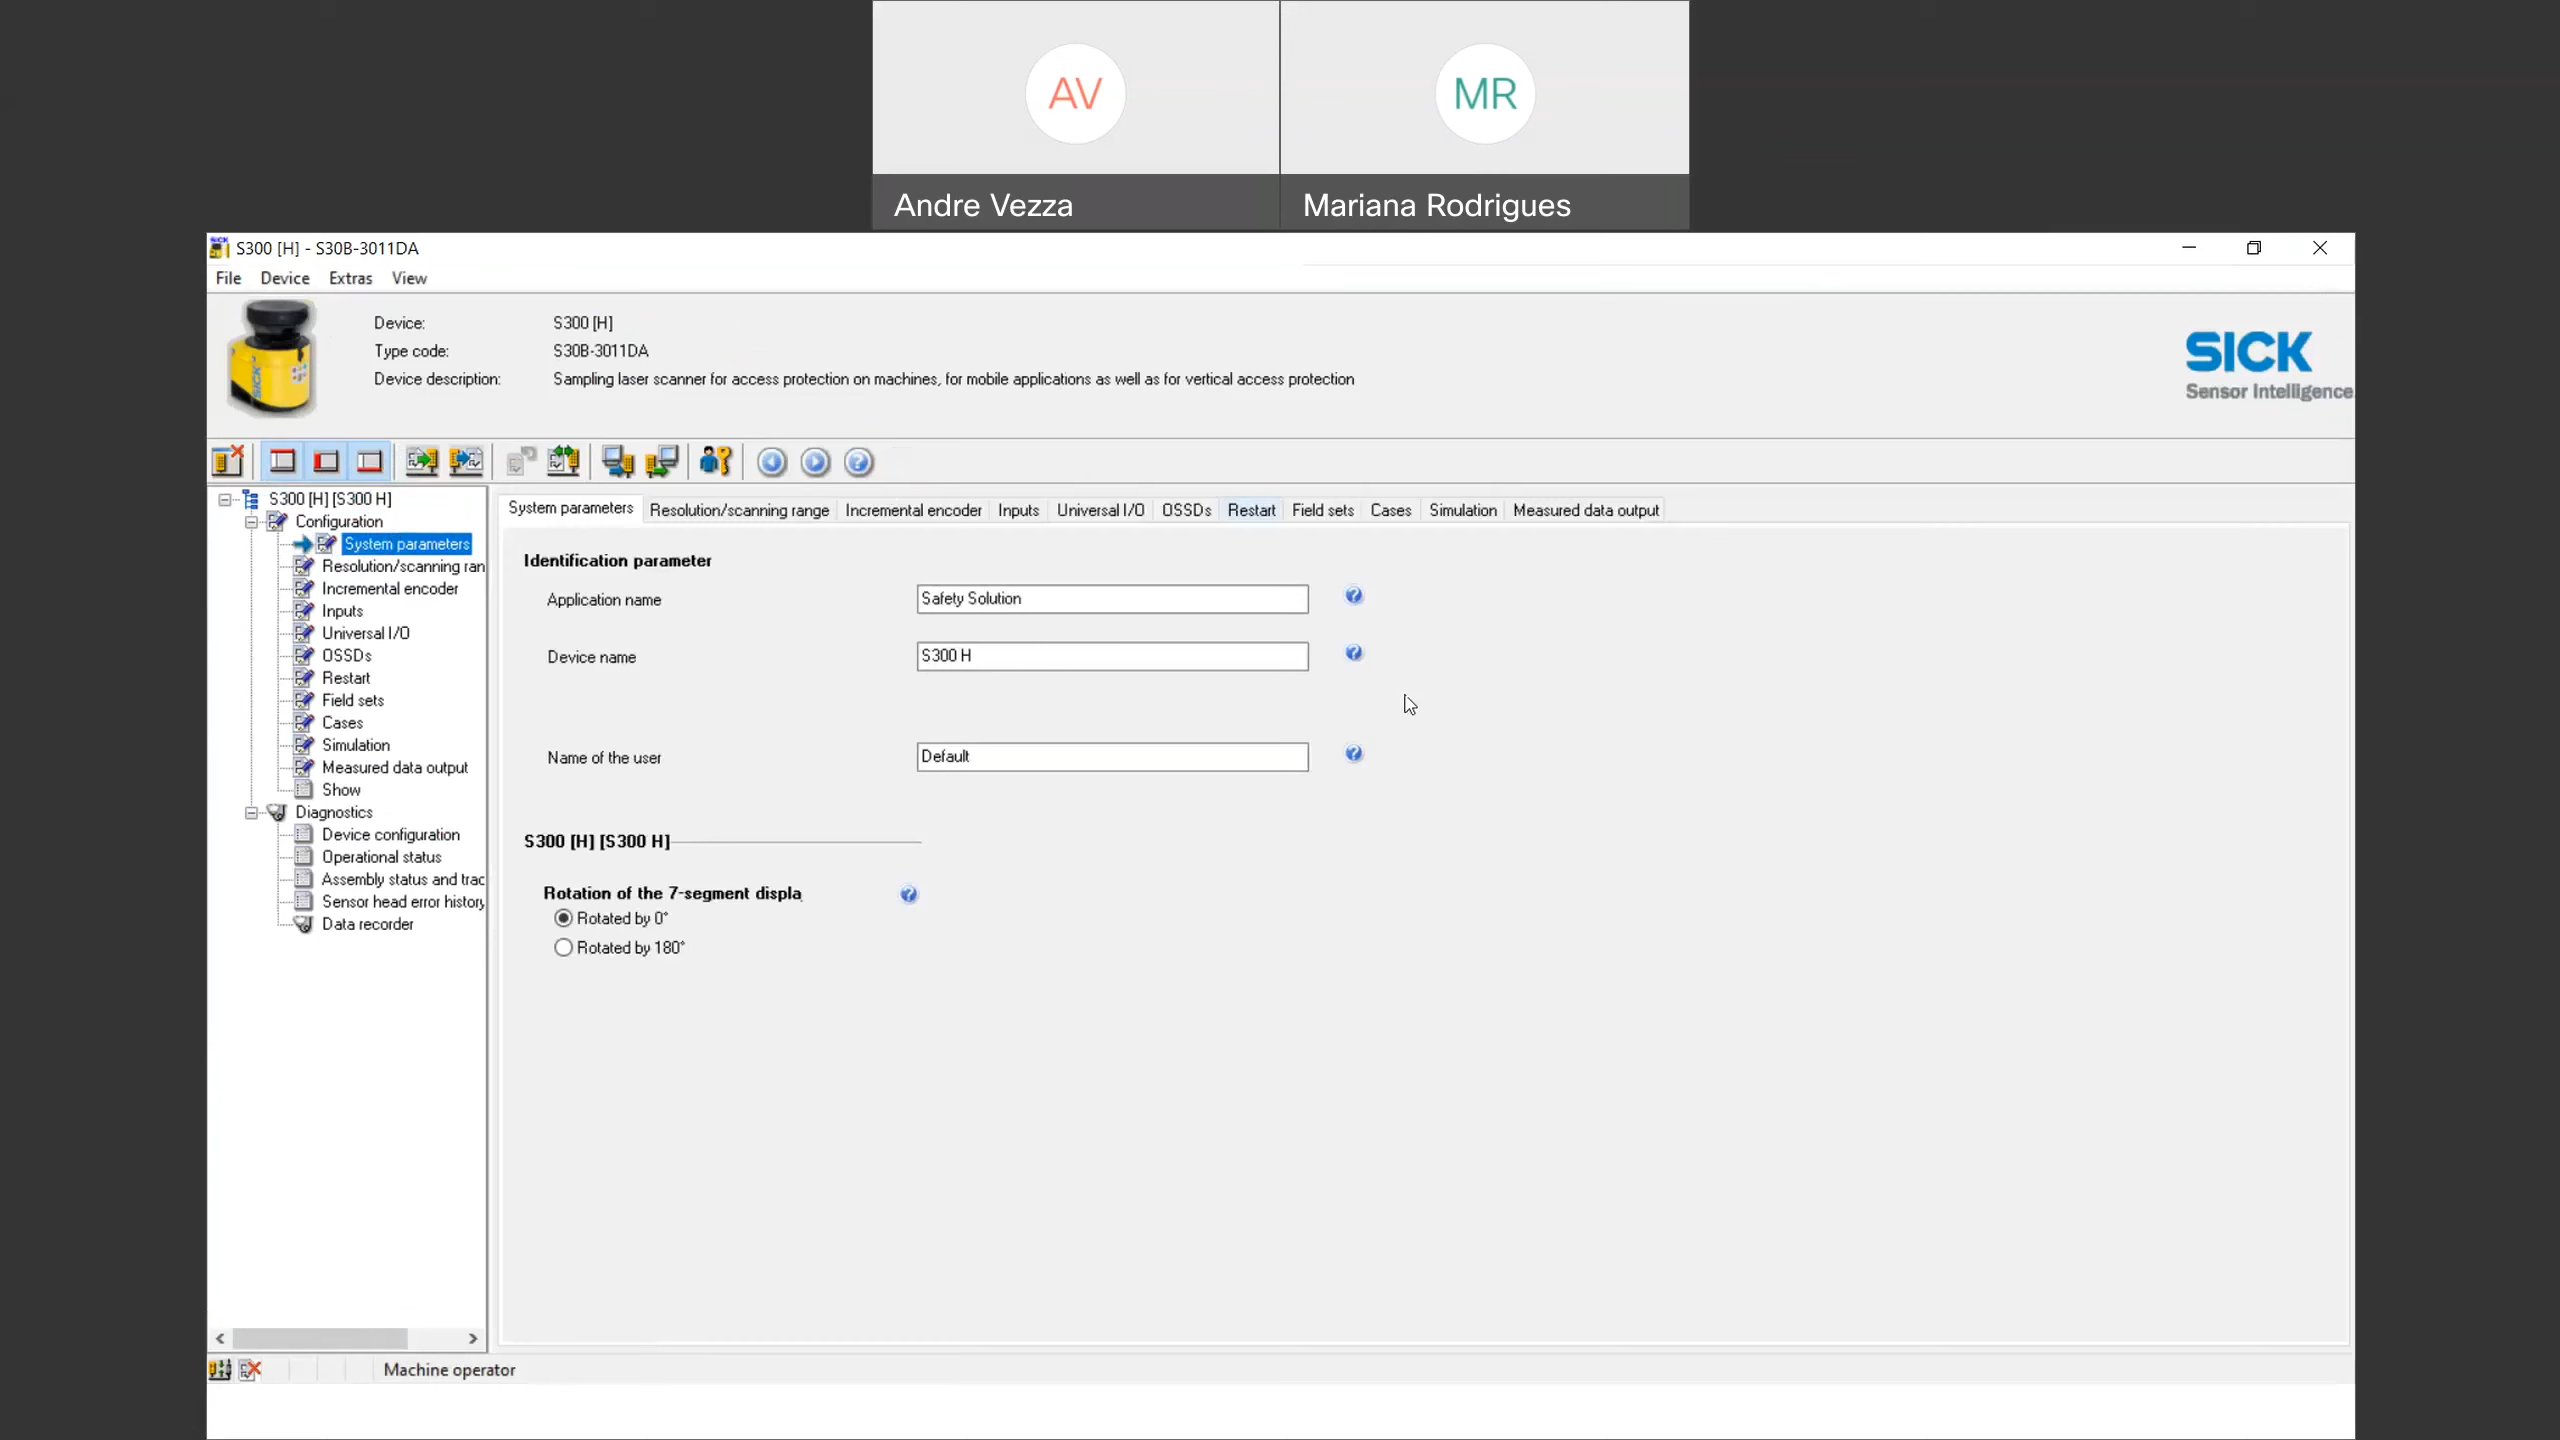 AV
MR
Andre Vezza
Mariana Rodrigues
S300 [H] - S30B-3011DA
File Device Extras View
Device: S300 [H]
Type code: S30B-3011DA
Device description: Sampling laser scanner for access protection on machines, for mobile applications as well as for vertical access protection
SICK
Sensor Intelligence
SICK
S300 [H] [S300 H]
Configuration
System parameters
Resolution/scanning ran
Incremental encoder
Inputs
Universal I/O
OSSDs
Restart
Field sets
Cases
Simulation
Measured data output
Show
Diagnostics
Device configuration
Operational status
Assembly status and trac
Sensor head error history
Data recorder
System parameters Resolution/scanning range Incremental encoder Inputs Universal I/O OSSDs Restart Field sets Cases Simulation Measured data output
Identification parameter
Application name Safety Solution
Device name S300 H
Name of the user Default
S300 [H] [S300 H]
Rotation of the 7-segment displa
Rotated by 0°
Rotated by 180°
Machine operator